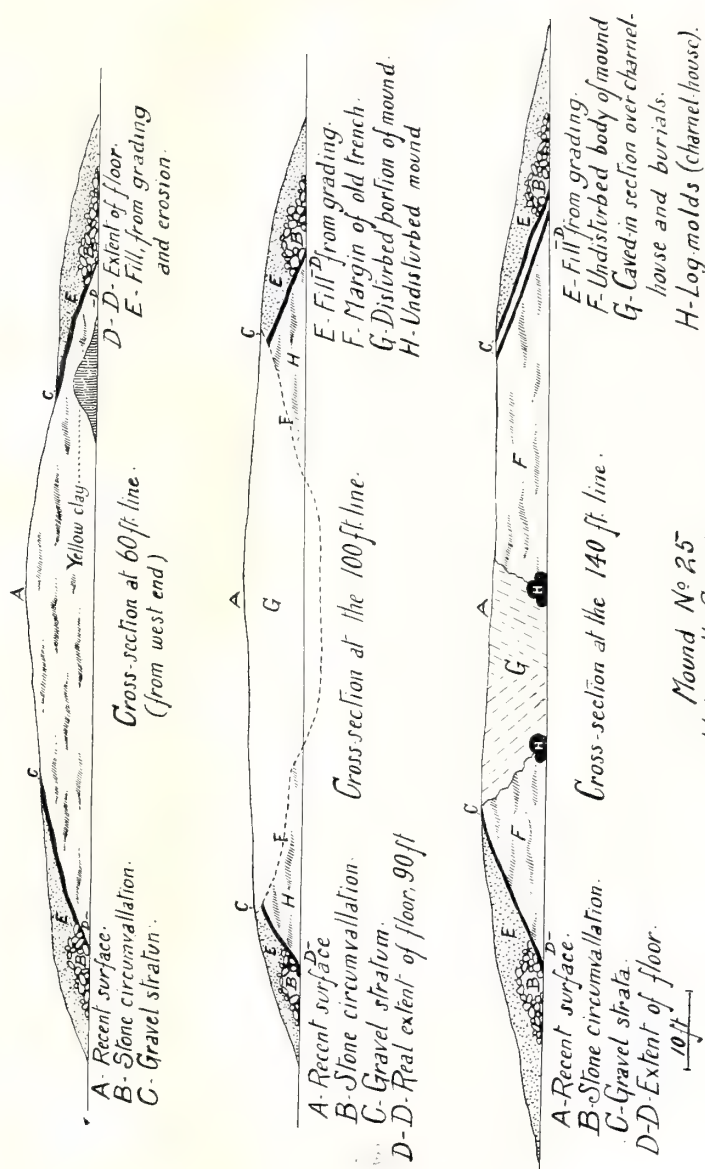 A
C
C
E
E
B
B
D-
-D
Yellow clay
A- Recent surface.
B- Stone circumvallation.
C- Gravel stratum.
Cross-section at 60 ft. line.
(from west end)
D- D- Extent of floor.
E- Fill, from grading
and erosion.
A
C
C
E
E
B
B
H
H
F
F
G
D-
-D
A- Recent surface
B- Stone circumvallation.
C- Gravel stratum.
D-D- Real extent of floor, 90 ft
Cross-section at the 100 ft. line.
E- Fill from grading.
F- Margin of old trench.
G- Disturbed portion of mound.
H- Undisturbed mound
A
C
C
E
E
B
B
F
F
G
H
H
D-
-D
A- Recent surface.
B- Stone circumvallation.
C- Gravel strata.
D-D- Extent of floor.
10 ft
Cross-section at the 140 ft. line.
E- Fill from grading.
F- Undisturbed body of mound
G- Caved-in section over charnel-
house and burials.
H- Log-molds (charnel-house).
Mound No 25